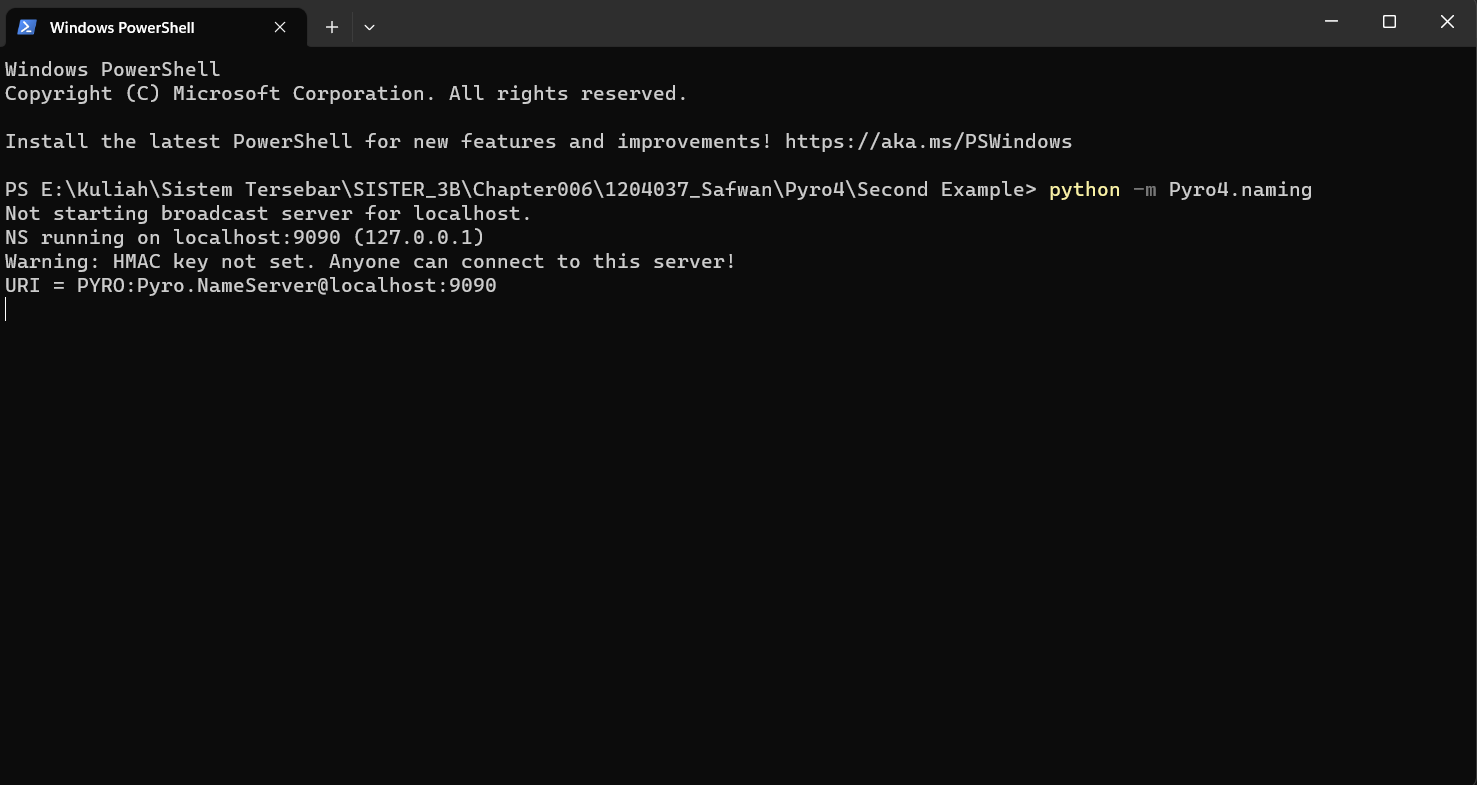 Windows PowerShell
Windows PowerShell
Copyright (C) Microsoft Corporation. All rights reserved.
Install the latest PowerShell for new features and improvements! https://aka.ms/PSWindows
PS E:\Kuliah\Sistem Tersebar\SISTER_3B\Chapter006\1204037_Safwan\Pyro4\Second Example> python -m Pyro4.naming
Not starting broadcast server for localhost.
NS running on localhost:9090 (127.0.0.1)
Warning: HMAC key not set. Anyone can connect to this server!
URI = PYRO:Pyro.NameServer@localhost:9090